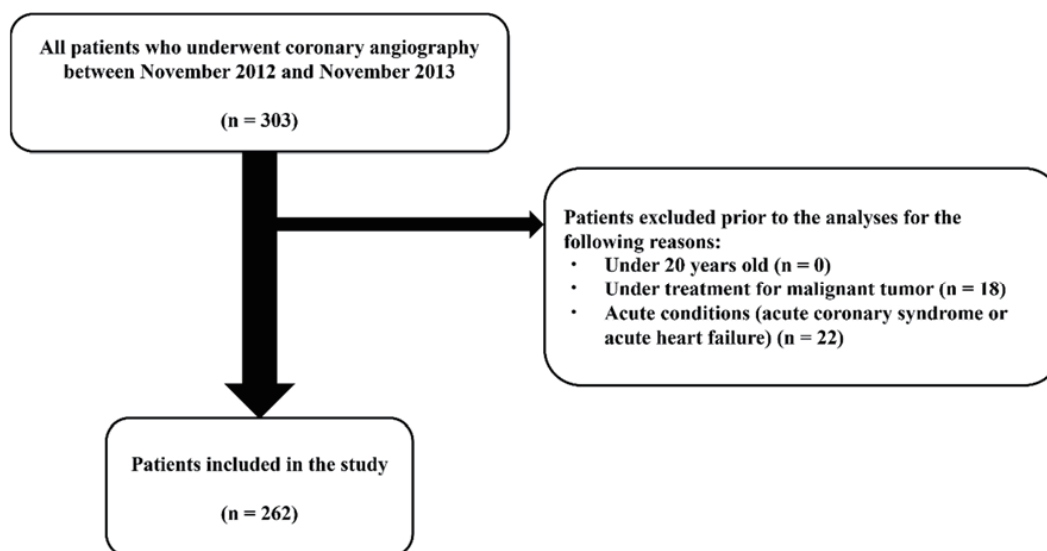 All patients who underwent coronary angiography
between November 2012 and November 2013
(n = 303)
Patients excluded prior to the analyses for the
following reasons:
· Under 20 years old (n = 0)
· Under treatment for malignant tumor (n = 18)
· Acute conditions (acute coronary syndrome or
acute heart failure) (n = 22)
Patients included in the study
(n = 262)